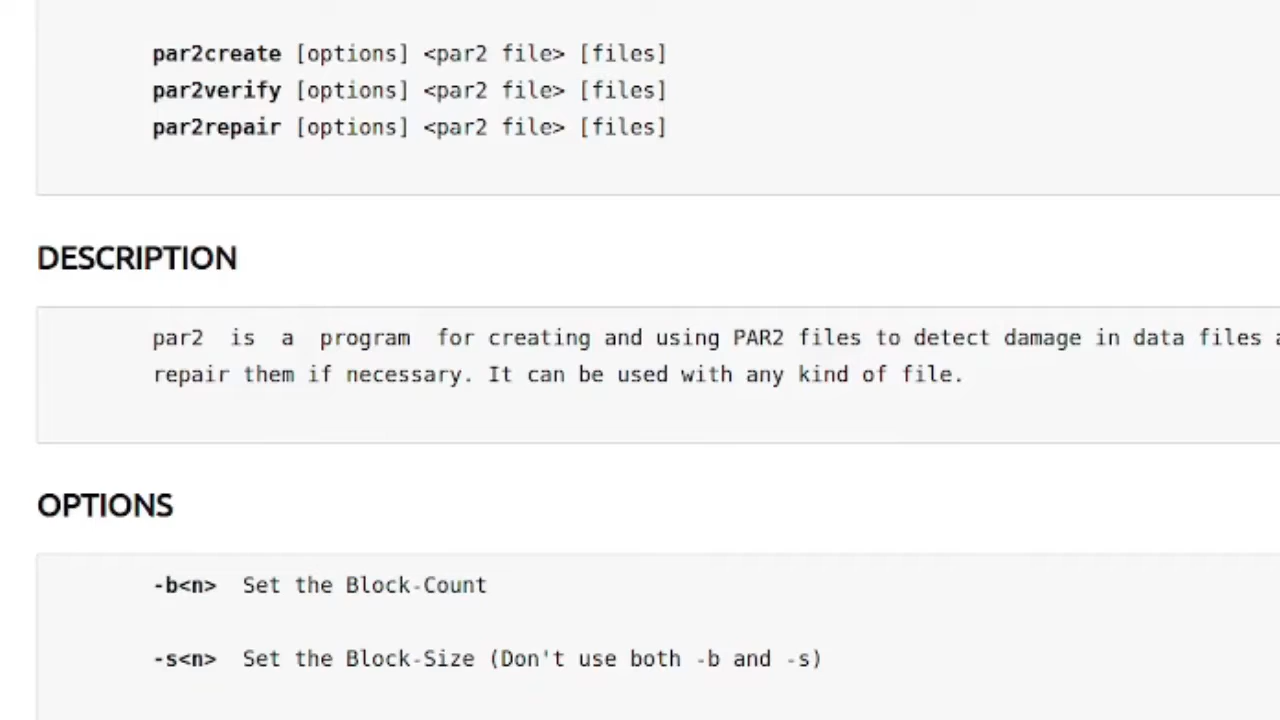 par2create [options] <par2 file> [files]
par2verify [options] <par2 file> [files]
par2repair [options] <par2 file> [files]
DESCRIPTION
par2 is a program for creating and using PAR2 files to detect damage in data files
repair them if necessary. It can be used with any kind of file.
OPTIONS
-b<n> Set the Block-Count
-s<n> Set the Block-Size (Don't use both -b and -s)